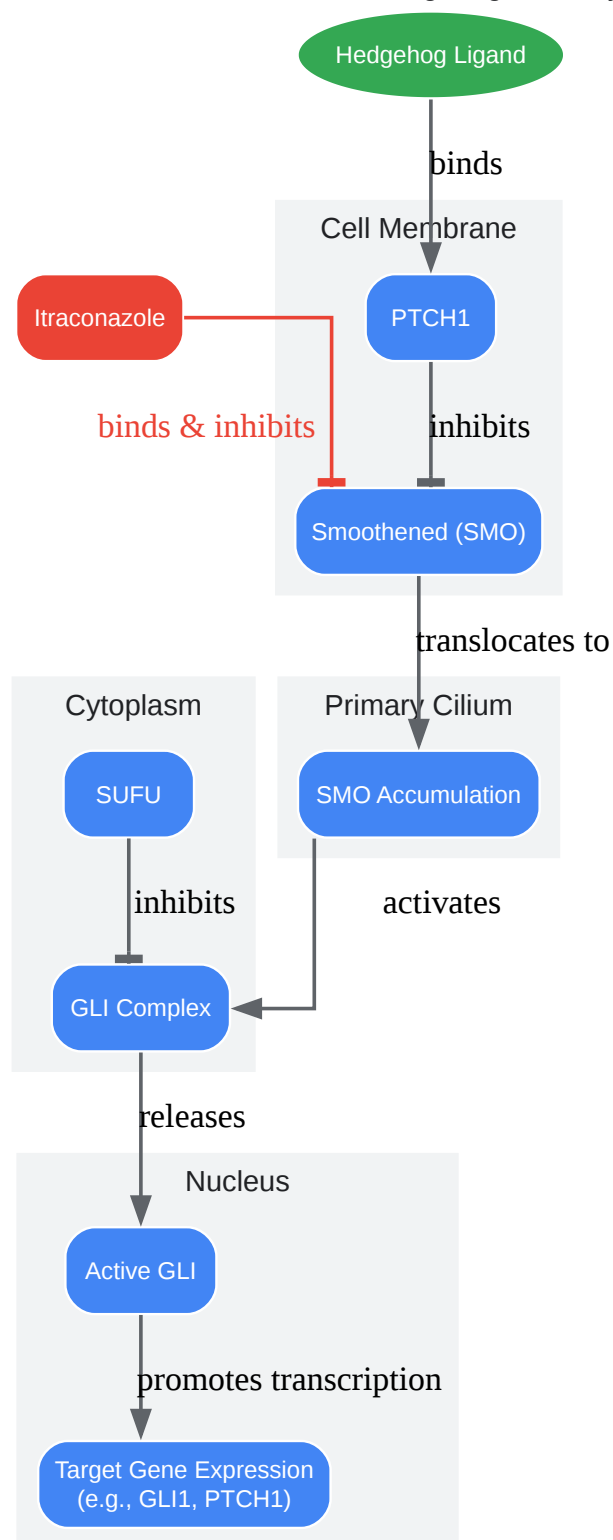 Hedgehog Ligand
binds
Cell Membrane
Itraconazole
PTCH1
binds & inhibits
inhibits
Smoothened (SMO)
translocates to
Cytoplasm
Primary Cilium
SUFU
SMO Accumulation
inhibits
activates
GLI Complex
releases
Nucleus
Active GLI
promotes transcription
Target Gene Expression
(e.g., GLI1, PTCH1)